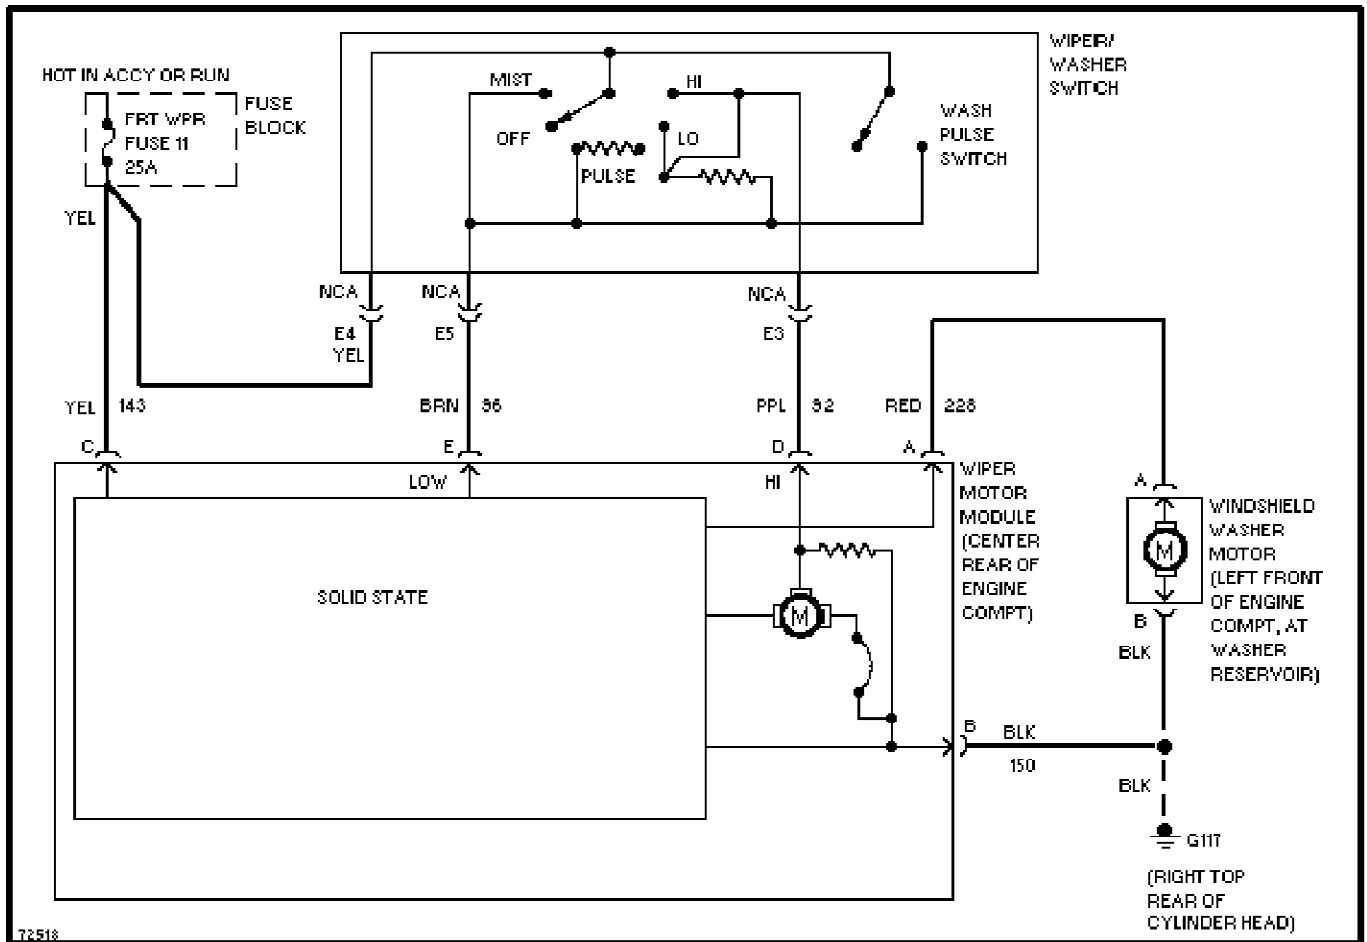 HOT IN ACCY OR RUN
FRT WPR
FUSE 11
25A
FUSE
BLOCK
WIPER/
WASHER
SWITCH
MIST
HI
OFF
LO
PULSE
WASH
PULSE
SWITCH
YEL
NCA
NCA
NCA
E4
E5
E3
YEL
YEL
143
BRN
96
PPL
92
RED
228
C
E
D
A
LOW
HI
WIPER
MOTOR
MODULE
(CENTER
REAR OF
ENGINE
COMPT)
SOLID STATE
M
A
M
WINDSHIELD
WASHER
MOTOR
(LEFT FRONT
OF ENGINE
COMPT, AT
WASHER
RESERVOIR)
B
BLK
B
BLK
150
BLK
G117
(RIGHT TOP
REAR OF
CYLINDER HEAD)
72518